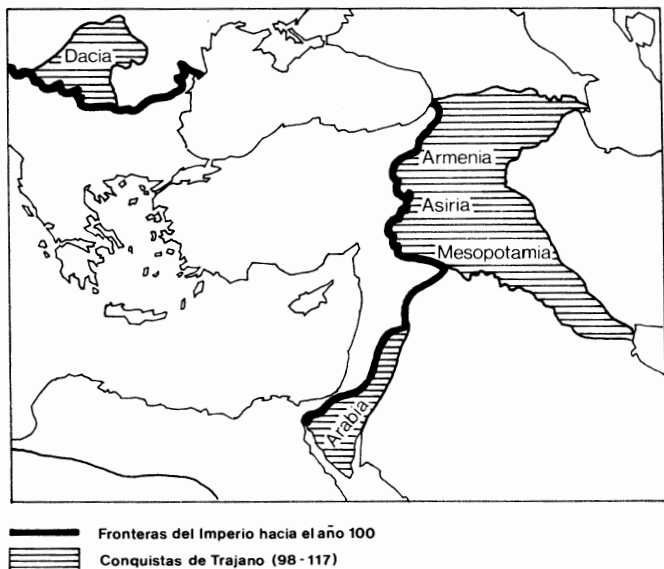 Dacia
Armenia
Asiria
Mesopotamia
Arabia
Fronteras del Imperio hacia el año 100
Conquistas de Trajano (98-117)